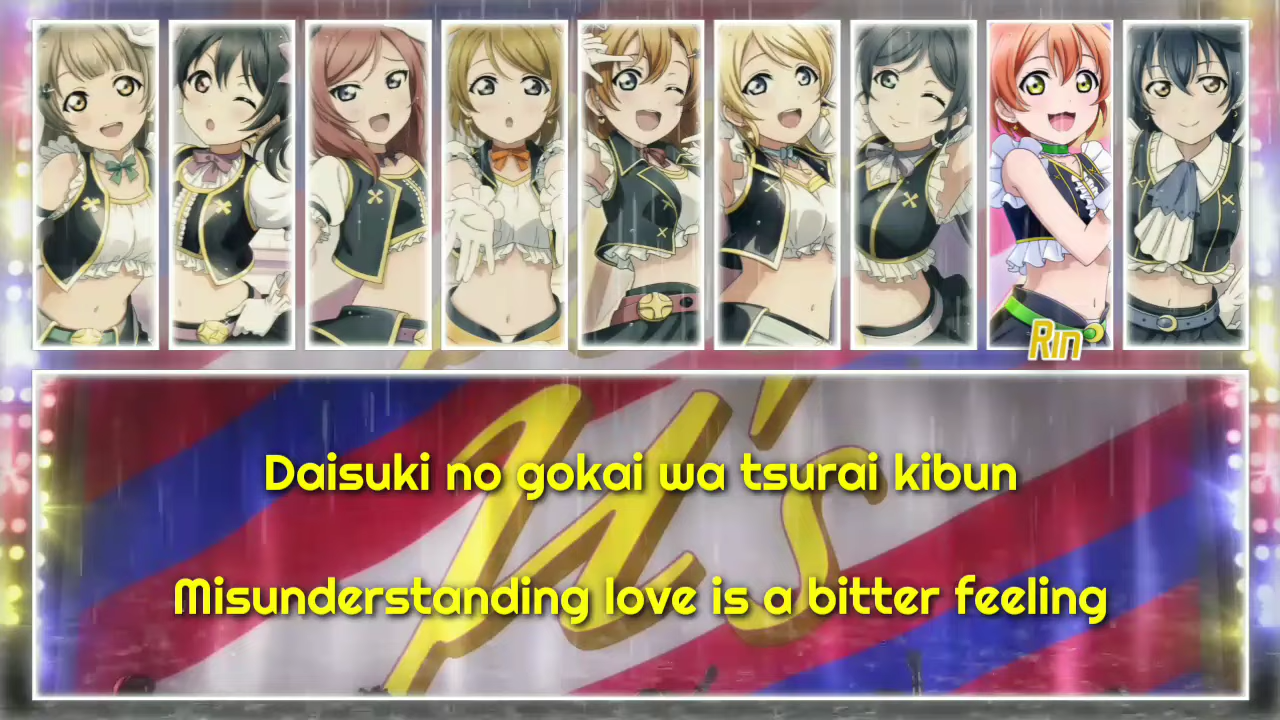 Rin
μ's
Daisuki no gokai wa tsurai kibun
Misunderstanding love is a bitter feeling